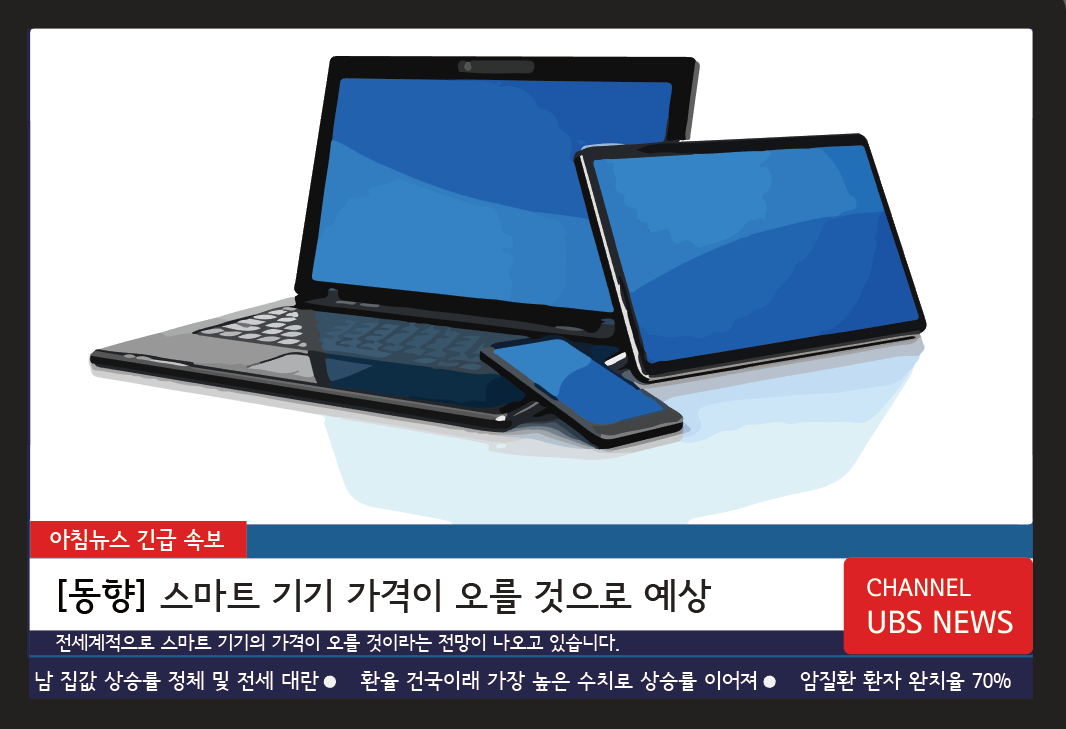 아침뉴스 긴급 속보
[동향] 스마트 기기 가격이 오를 것으로 예상
CHANNEL
UBS NEWS
전세계적으로 스마트 기기의 가격이 오를 것이라는 전망이 나오고 있습니다.
남 집값 상승률 정체 및 전세 대란● 환율 건국이래 가장 높은 수치로 상승률 이어져● 암질환 환자 완치율 70%